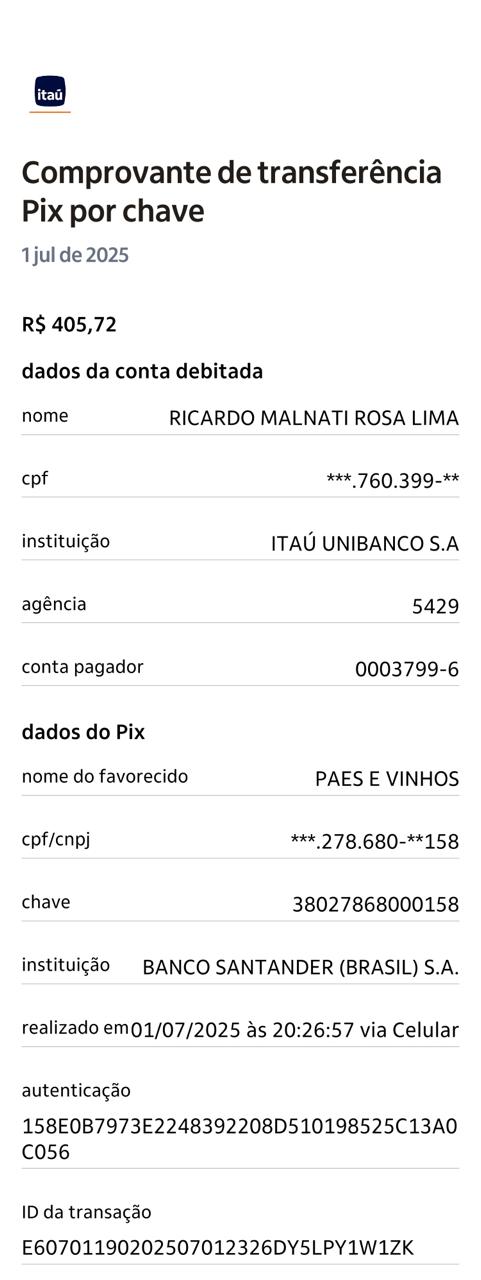 itaú
Comprovante de transferência
Pix por chave
1 jul de 2025
R$ 405,72
dados da conta debitada
nome RICARDO MALNATI ROSA LIMA
cpf ***.760.399-**
instituição ITAÚ UNIBANCO S.A
agência 5429
conta pagador 0003799-6
dados do Pix
nome do favorecido PAES E VINHOS
cpf/cnpj ***.278.680-**158
chave 38027868000158
instituição BANCO SANTANDER (BRASIL) S.A.
realizado em 01/07/2025 às 20:26:57 via Celular
autenticação
158E0B7973E2248392208D510198525C13A0
C056
ID da transação
E60701190202507012326DY5LPY1W1ZK